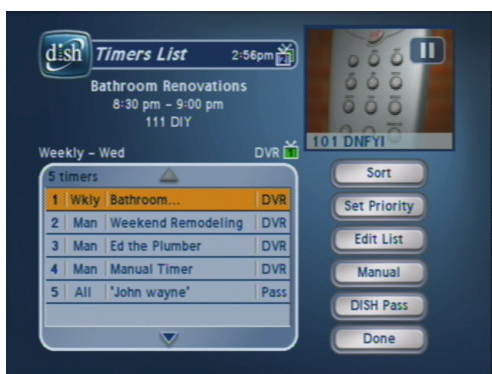 dish Timers List 2:56pm 2
Bathroom Renovations
8:30 pm – 9:00 pm
111 DIY
Weekly – Wed DVR 1
101 DNFYI
5 timers
1 Wkly Bathroom... DVR
2 Man Weekend Remodeling DVR
3 Man Ed the Plumber DVR
4 Man Manual Timer DVR
5 All 'John wayne' Pass
Sort
Set Priority
Edit List
Manual
DISH Pass
Done